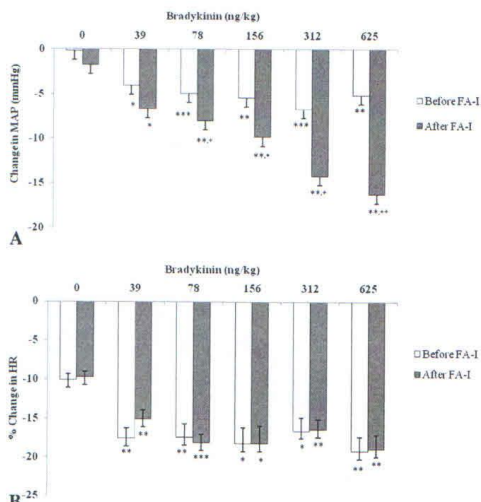 Bradykinin (ng/kg)
0 39 78 156 312 625
0
-5
-10
-15
-20
Change in MAP (mmHg)
* *** ** *** **
* **,+ **,+ **,+ **,++
Before FA-I
After FA-I
A
Bradykinin (ng/kg)
0 39 78 156 312 625
0
-5
-10
-15
-20
-25
% Change in HR
** ** ** *** * * * ** ** **
Before FA-I
After FA-I
B